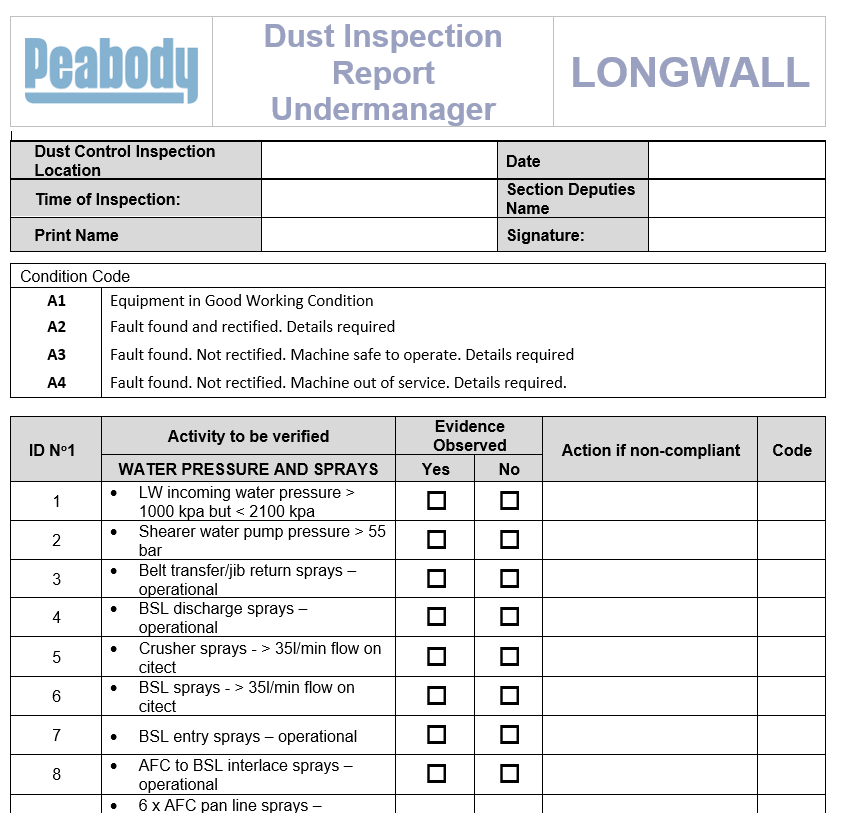 Peabody
Dust Inspection
Report
Undermanager
LONGWALL
Dust Control Inspection
Location
Date
Time of Inspection:
Section Deputies
Name
Print Name
Signature:
Condition Code
A1 Equipment in Good Working Condition
A2 Fault found and rectified. Details required
A3 Fault found. Not rectified. Machine safe to operate. Details required
A4 Fault found. Not rectified. Machine out of service. Details required.
ID Nº1
Activity to be verified
Evidence
Observed
Action if non-compliant
Code
WATER PRESSURE AND SPRAYS
Yes No
1
• LW incoming water pressure >
1000 kpa but < 2100 kpa
2
• Shearer water pump pressure > 55
bar
3
• Belt transfer/jib return sprays –
operational
4
• BSL discharge sprays –
operational
5
• Crusher sprays - > 35l/min flow on
citect
6
• BSL sprays - > 35l/min flow on
citect
7
• BSL entry sprays – operational
8
• AFC to BSL interlace sprays –
operational
• 6 x AFC pan line sprays –